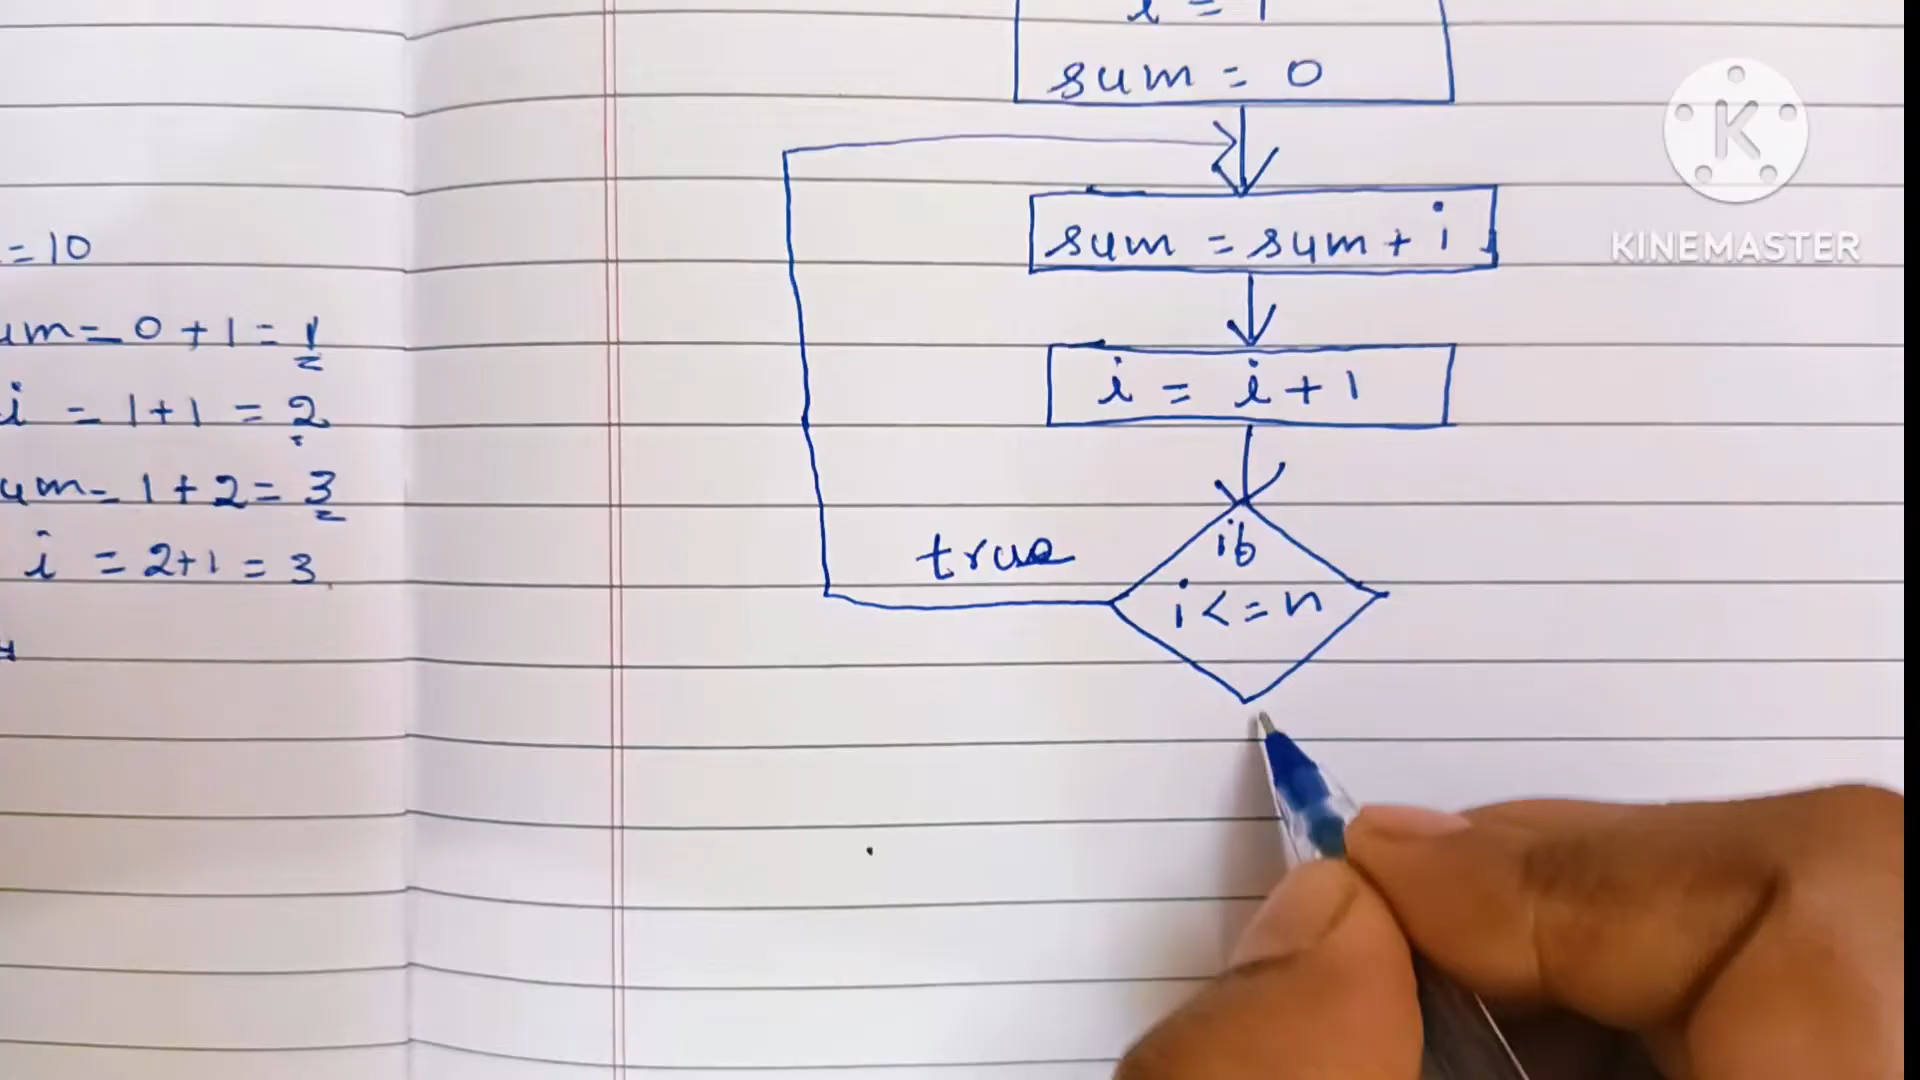 = 10
um = 0 + 1 = 1
i = 1 + 1 = 2
um = 1 + 2 = 3
i = 2 + 1 = 3
i = 1
sum = 0
sum = sum + i
i = i + 1
if
i <= n
true
K
KINEMASTER